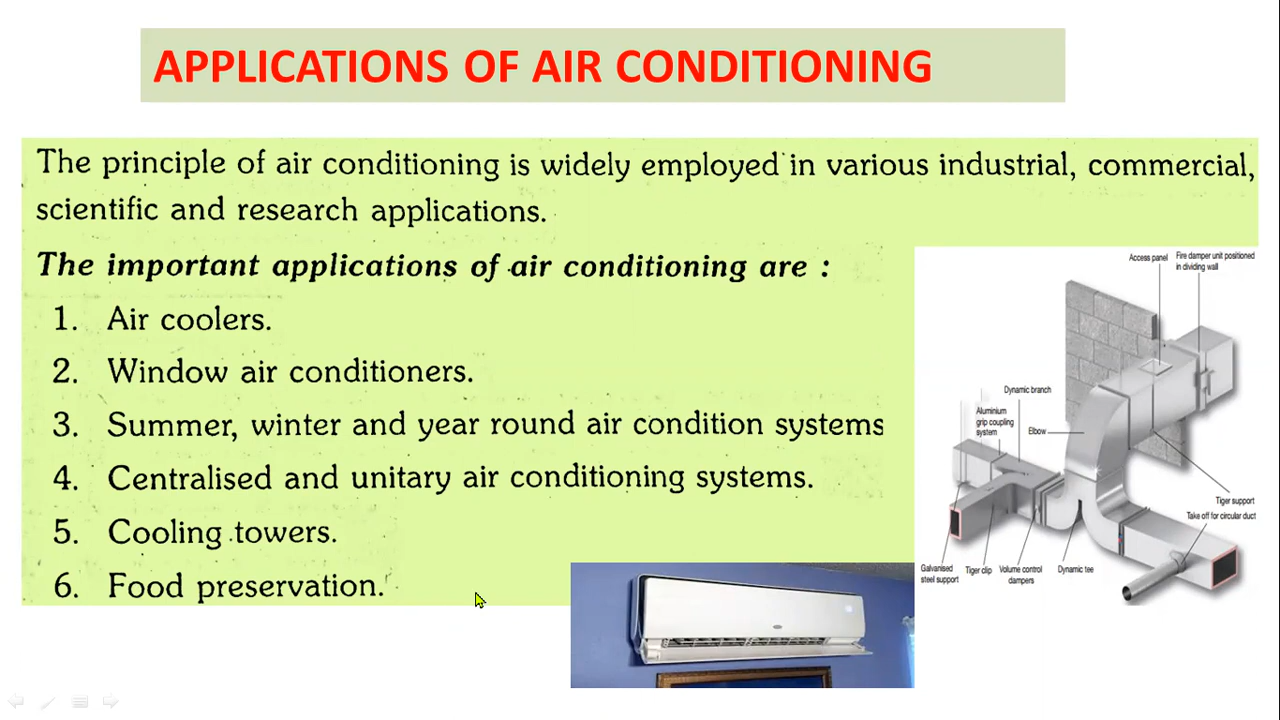 APPLICATIONS OF AIR CONDITIONING
The principle of air conditioning is widely employed in various industrial, commercial,
scientific and research applications.
The important applications of air conditioning are :
1. Air coolers.
2. Window air conditioners.
3. Summer, winter and year round air condition systems
4. Centralised and unitary air conditioning systems.
5. Cooling towers.
6. Food preservation.
Access panel
Fire damper unit positioned
in dividing wall
Dynamic branch
Aluminium
grip coupling
system
Elbow
Tiger support
Take off for circular duct
Galvanised
steel support
Tiger clip
Volume control
dampers
Dynamic tee